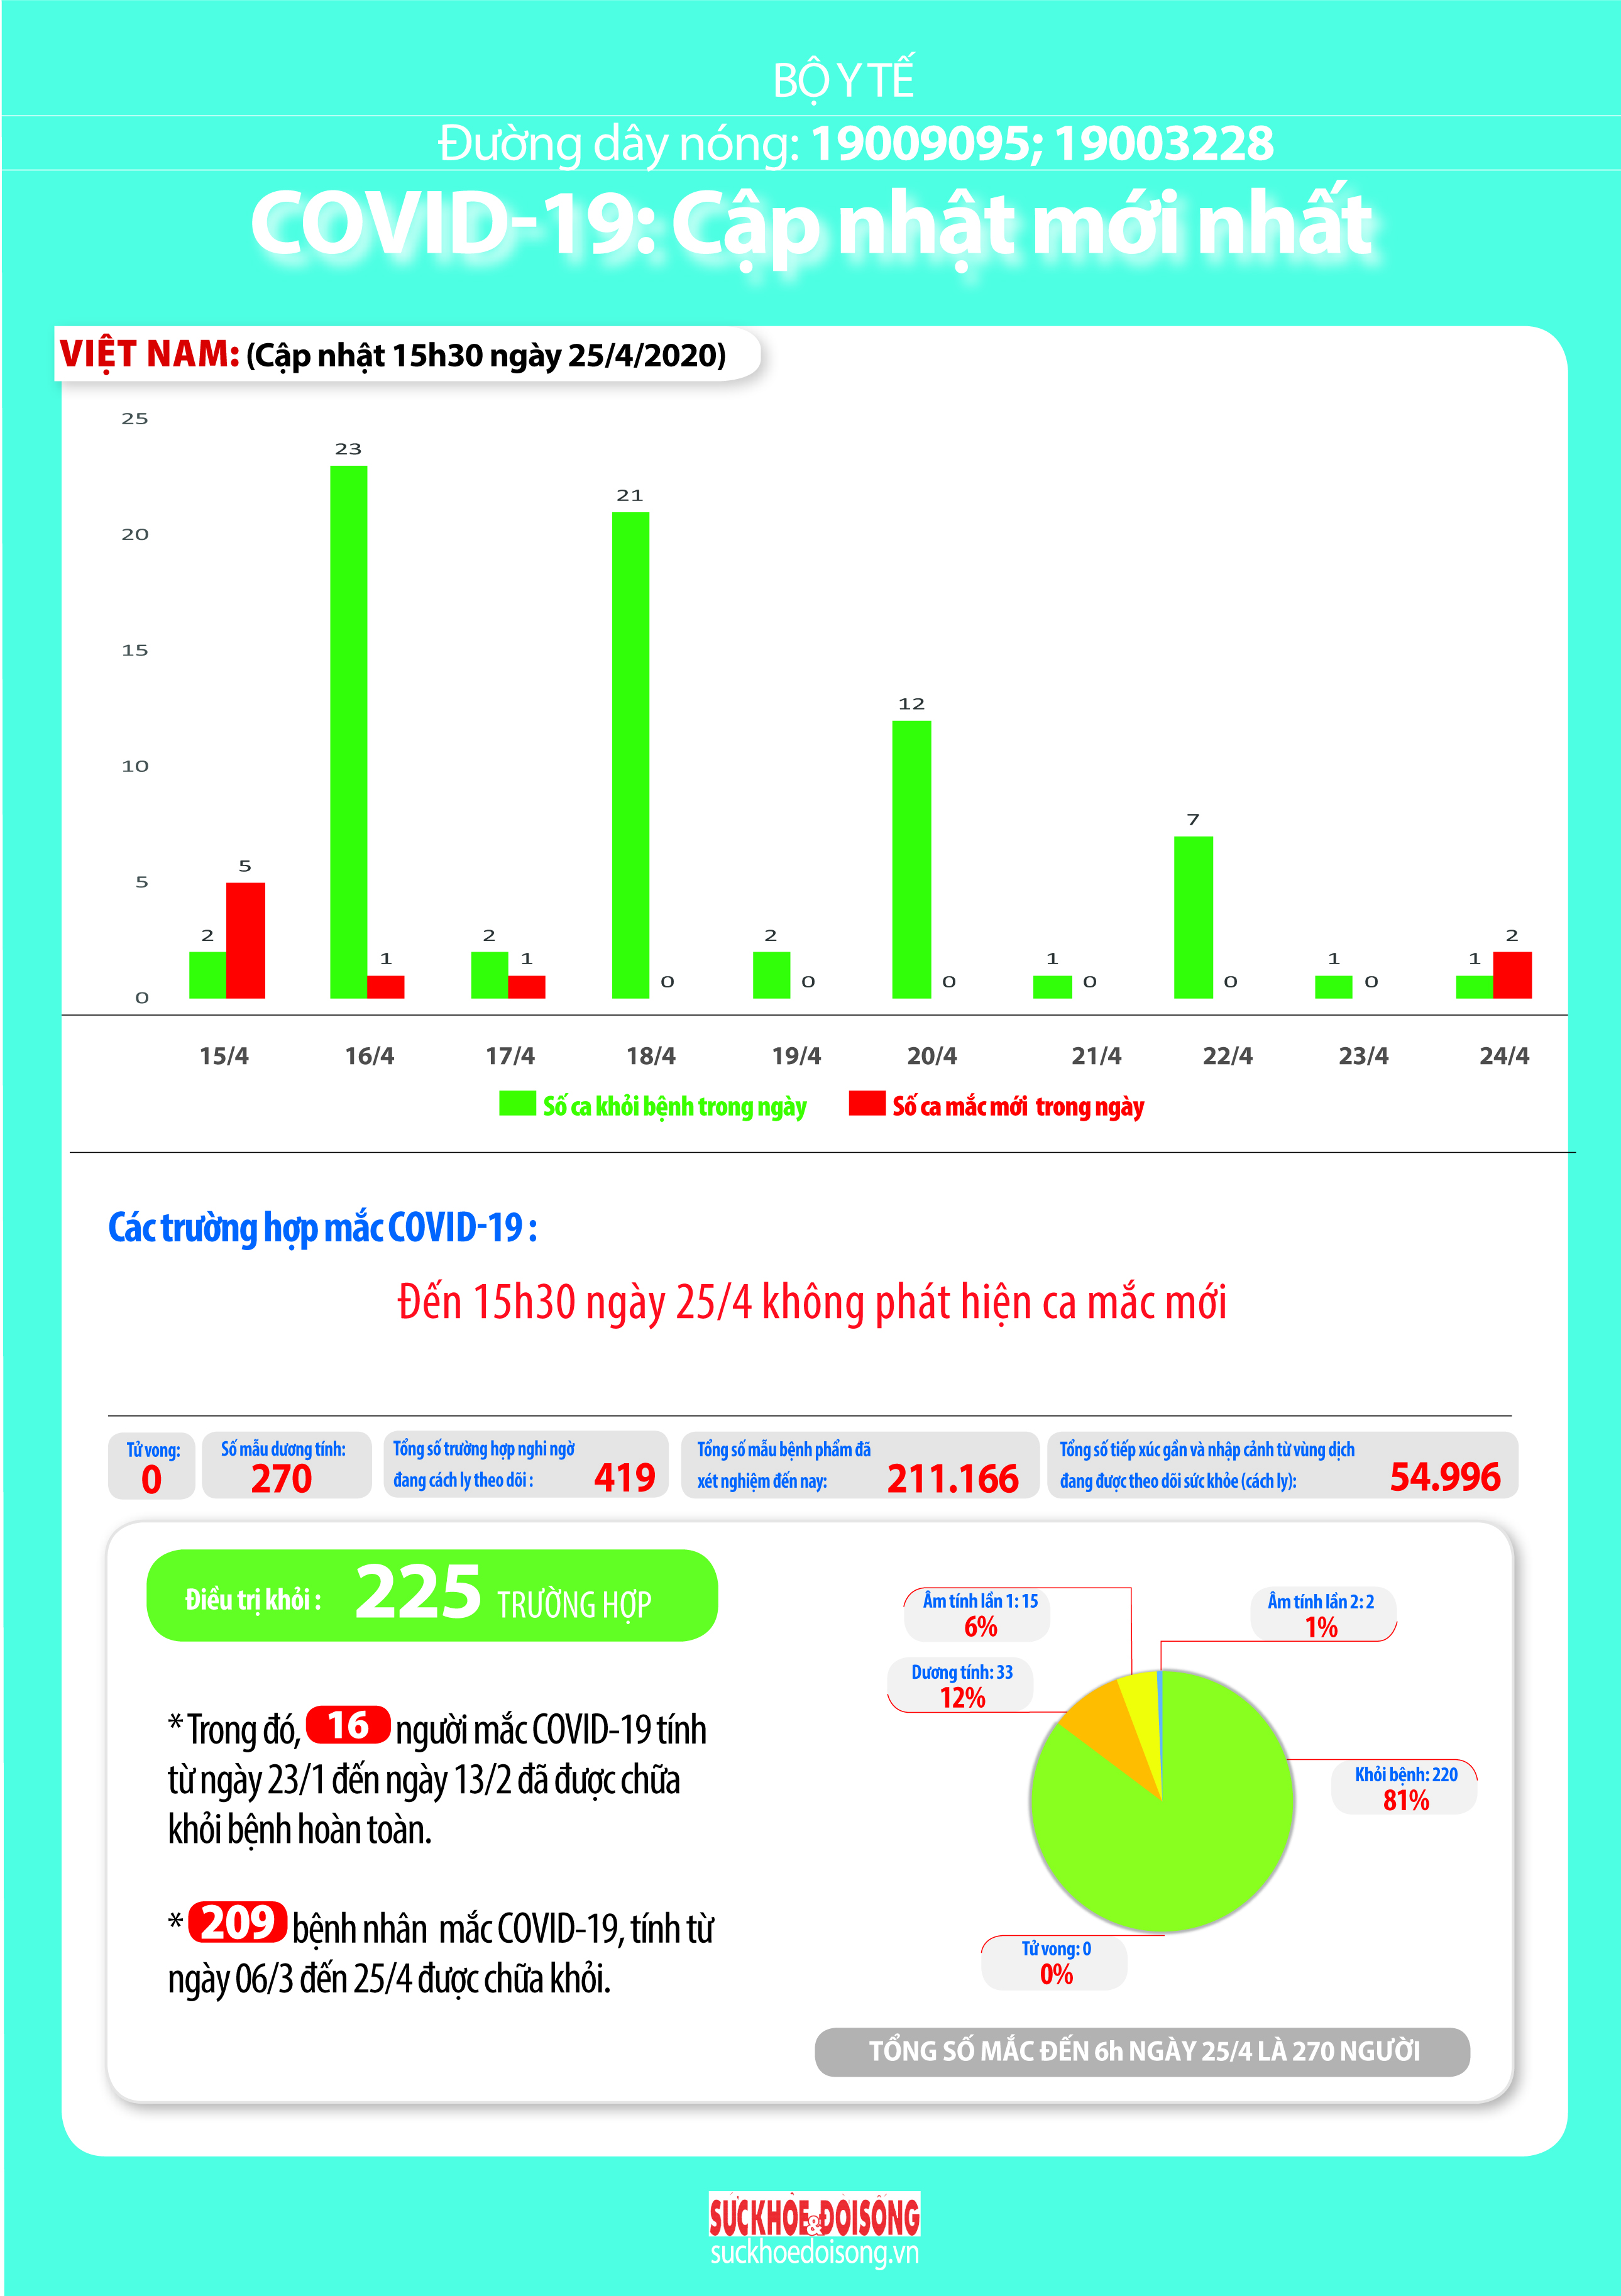 BỘ Y TẾ
Đường dây nóng: 19009095; 19003228
COVID-19: Cập nhật mới nhất
VIỆT NAM: (Cập nhật 15h30 ngày 25/4/2020)
25
20
15
10
5
0
2
5
23
1
2
1
21
0
2
0
12
0
1
0
7
0
1
0
1
2
15/4 16/4 17/4 18/4 19/4 20/4 21/4 22/4 23/4 24/4
Số ca khỏi bệnh trong ngày Số ca mắc mới trong ngày
Các trường hợp mắc COVID-19 :
Đến 15h30 ngày 25/4 không phát hiện ca mắc mới
Tử vong:
0
Số mẫu dương tính:
270
Tổng số trường hợp nghi ngờ
đang cách ly theo dõi : 419
Tổng số mẫu bệnh phẩm đã
xét nghiệm đến nay: 211.166
Tổng số tiếp xúc gần và nhập cảnh từ vùng dịch
đang được theo dõi sức khỏe (cách ly): 54.996
Điều trị khỏi : 225 TRƯỜNG HỢP
* Trong đó, 16 người mắc COVID-19 tính
từ ngày 23/1 đến ngày 13/2 đã được chữa
khỏi bệnh hoàn toàn.
* 209 bệnh nhân mắc COVID-19, tính từ
ngày 06/3 đến 25/4 được chữa khỏi.
Âm tính lần 1: 15
6%
Âm tính lần 2: 2
1%
Dương tính: 33
12%
Khỏi bệnh: 220
81%
Tử vong: 0
0%
TỔNG SỐ MẮC ĐẾN 6h NGÀY 25/4 LÀ 270 NGƯỜI
SỨC KHỎE & ĐỜI SỐNG
suckhoedoisong.vn